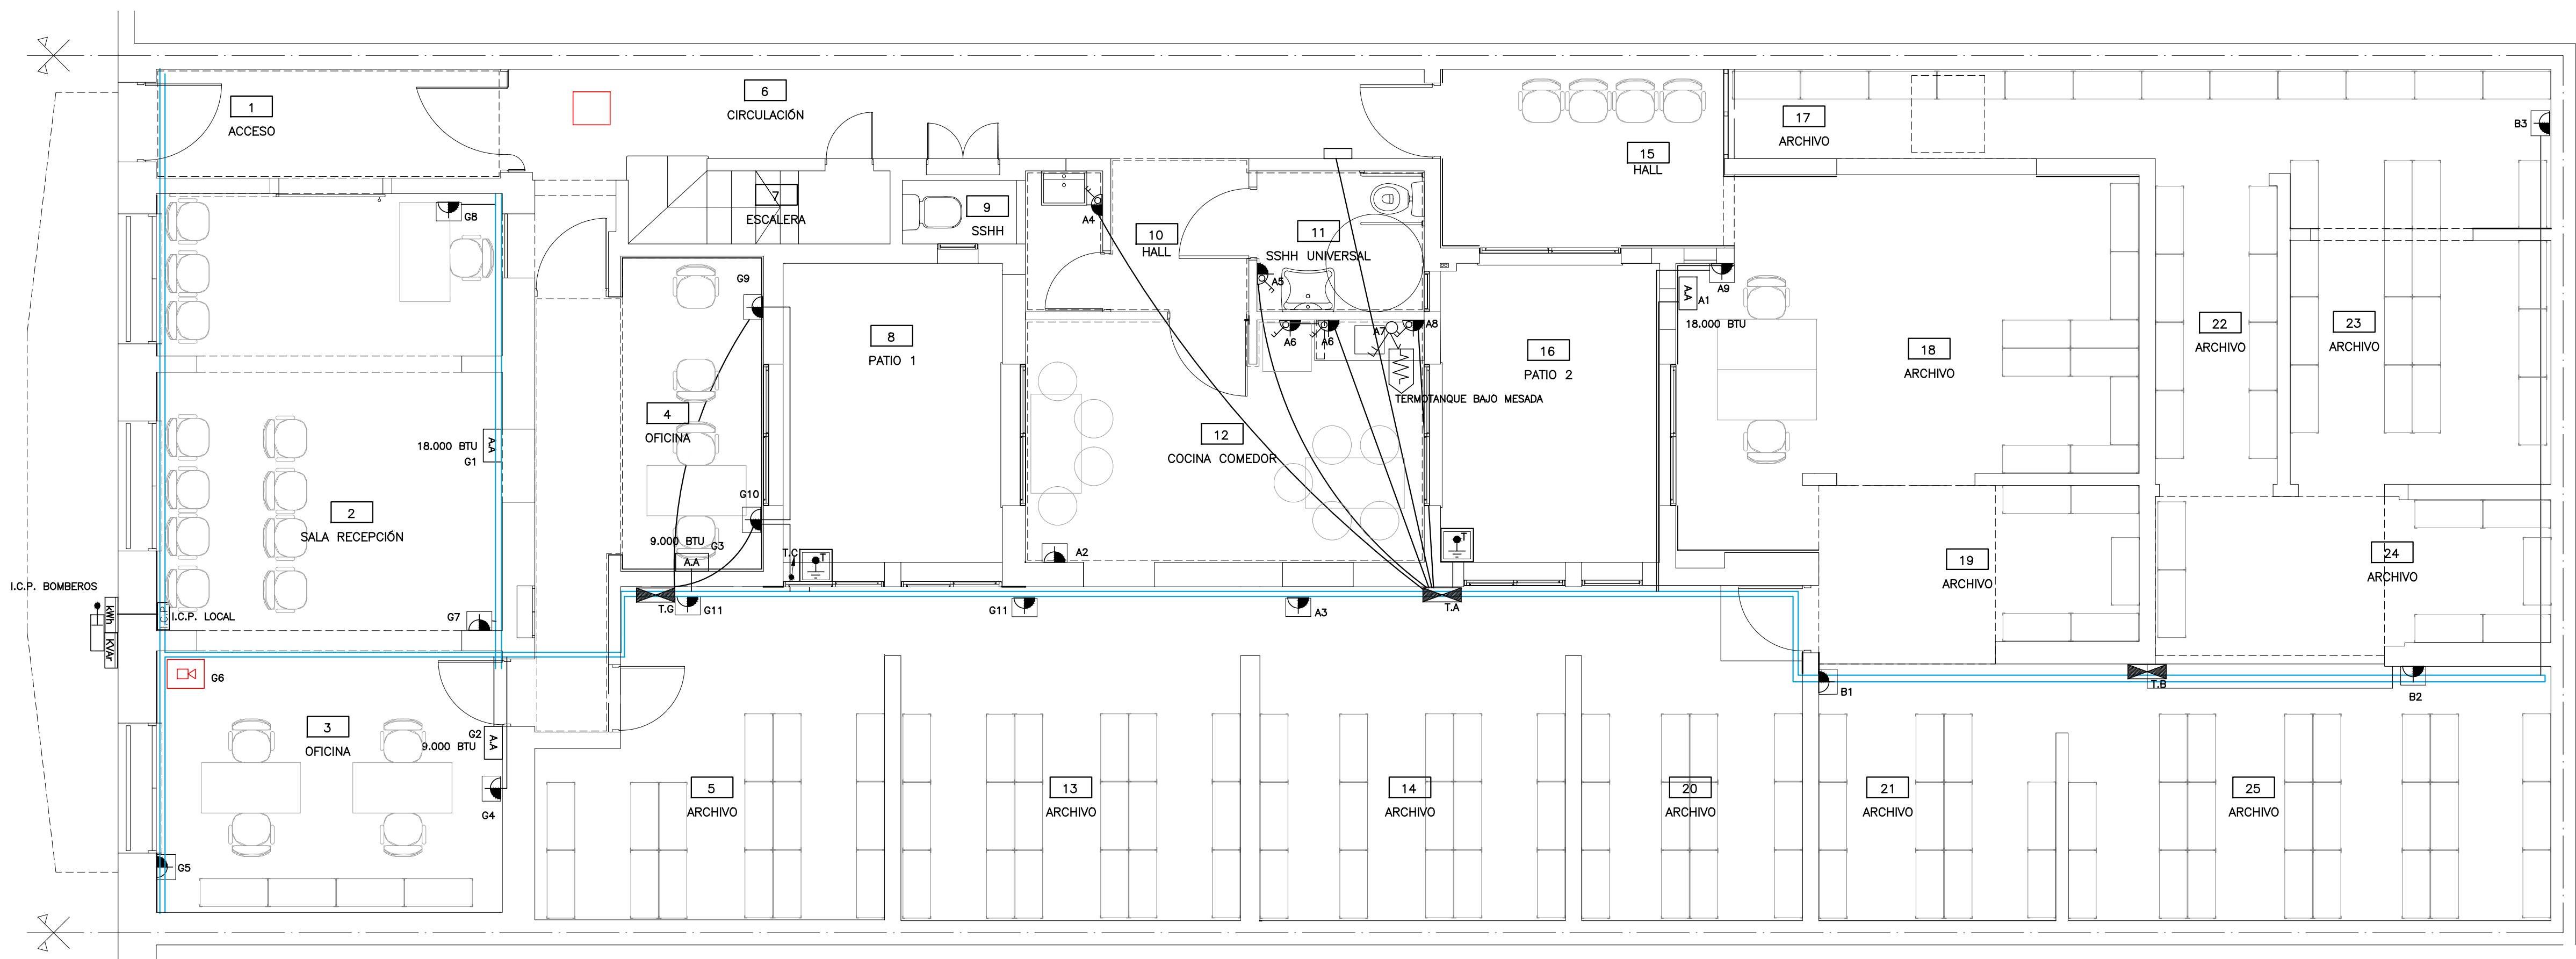 1
ACCESO
6
CIRCULACIÓN
17
ARCHIVO
B3
15
HALL
7
ESCALERA
9
SSHH
A4
10
HALL
11
SSHH UNIVERSAL
A5
G8
G9
A9
A.A
A1
18.000 BTU
8
PATIO 1
A6
A6
A7
A8
16
PATIO 2
18
ARCHIVO
22
ARCHIVO
23
ARCHIVO
TERMOTANQUE BAJO MESADA
4
OFICINA
12
COCINA COMEDOR
18.000 BTU
A.A
G1
G10
2
SALA RECEPCIÓN
9.000 BTU
G3
A.A
T.C
T
A2
T
19
ARCHIVO
24
ARCHIVO
I.C.P. BOMBEROS
kWh
KVAr
I.C.P.
I.C.P. LOCAL
G7
T.G
G11
G11
A3
T.A
G6
B1
T.B
B2
3
OFICINA
G2
A.A
9.000 BTU
G4
G5
5
ARCHIVO
13
ARCHIVO
14
ARCHIVO
20
ARCHIVO
21
ARCHIVO
25
ARCHIVO